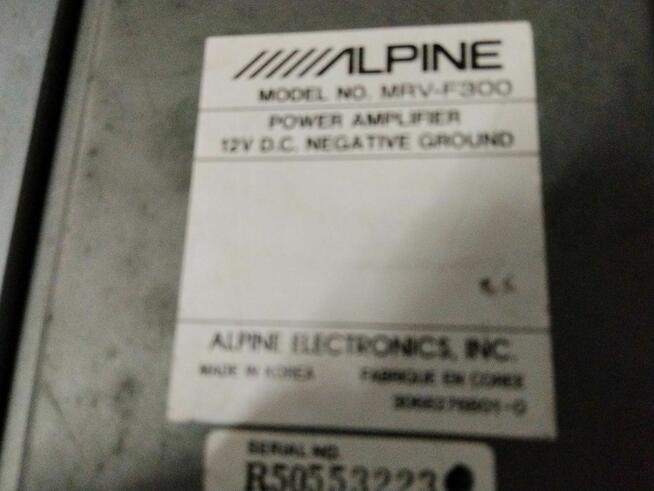 ALPINE
MODEL NO. MRV-F300
POWER AMPLIFIER
12V D.C. NEGATIVE GROUND
ALPINE ELECTRONICS, INC.
MADE IN KOREA FABRIQUE EN COREE
SERIAL NO.
R50553223